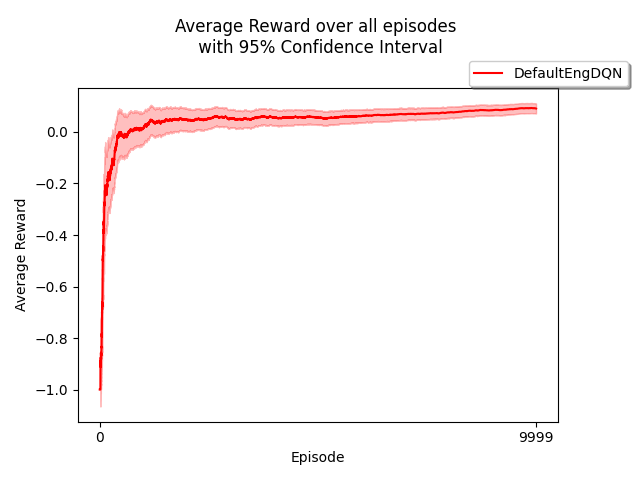 Average Reward over all episodes
with 95% Confidence Interval
DefaultEngDQN
0.0
−0.2
−0.4
−0.6
−0.8
−1.0
Average Reward
0
9999
Episode